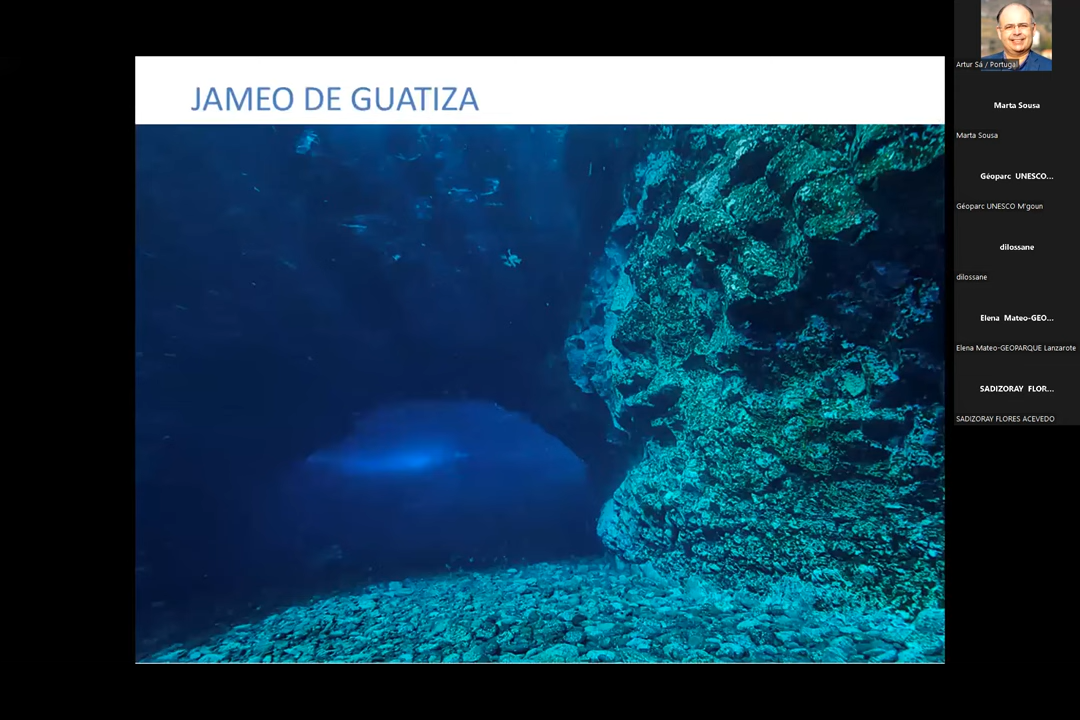 JAMEO DE GUATIZA
Artur Sá / Portugal
Marta Sousa
Marta Sousa
Géoparc UNESCO...
Géoparc UNESCO M'goun
dilossane
dilossane
Elena Mateo-GEO...
Elena Mateo-GEOPARQUE Lanzarote
SADIZORAY FLOR...
SADIZORAY FLORES ACEVEDO